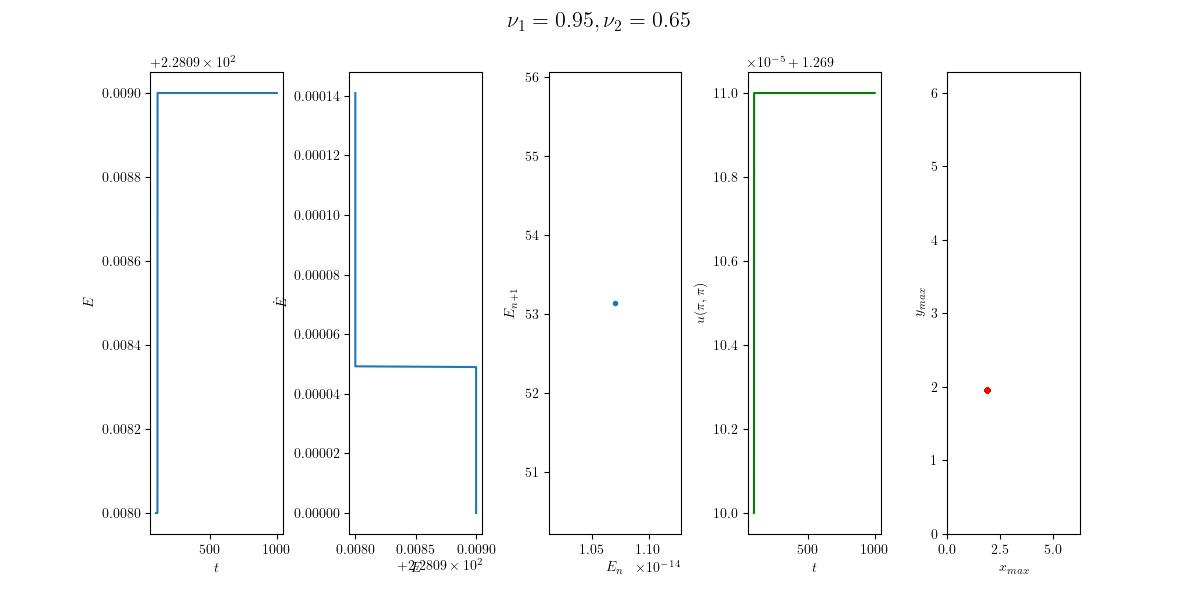 ν₁ = 0.95, ν₂ = 0.65
+2.2809 × 10²
0.0090
0.0088
0.0086
0.0084
0.0082
0.0080
E
500 1000
t
0.00014
0.00012
0.00010
0.00008
0.00006
0.00004
0.00002
0.00000
Ė
0.0080 0.0085 0.0090
+2.2809 × 10²
E
56
55
54
53
52
51
Eₙ₊₁
1.05 1.10
Eₙ ×10⁻¹⁴
×10⁻⁵ + 1.269
11.0
10.8
10.6
10.4
10.2
10.0
u(π, π)
500 1000
t
6
5
4
3
2
1
0
y_max
0.0 2.5 5.0
x_max